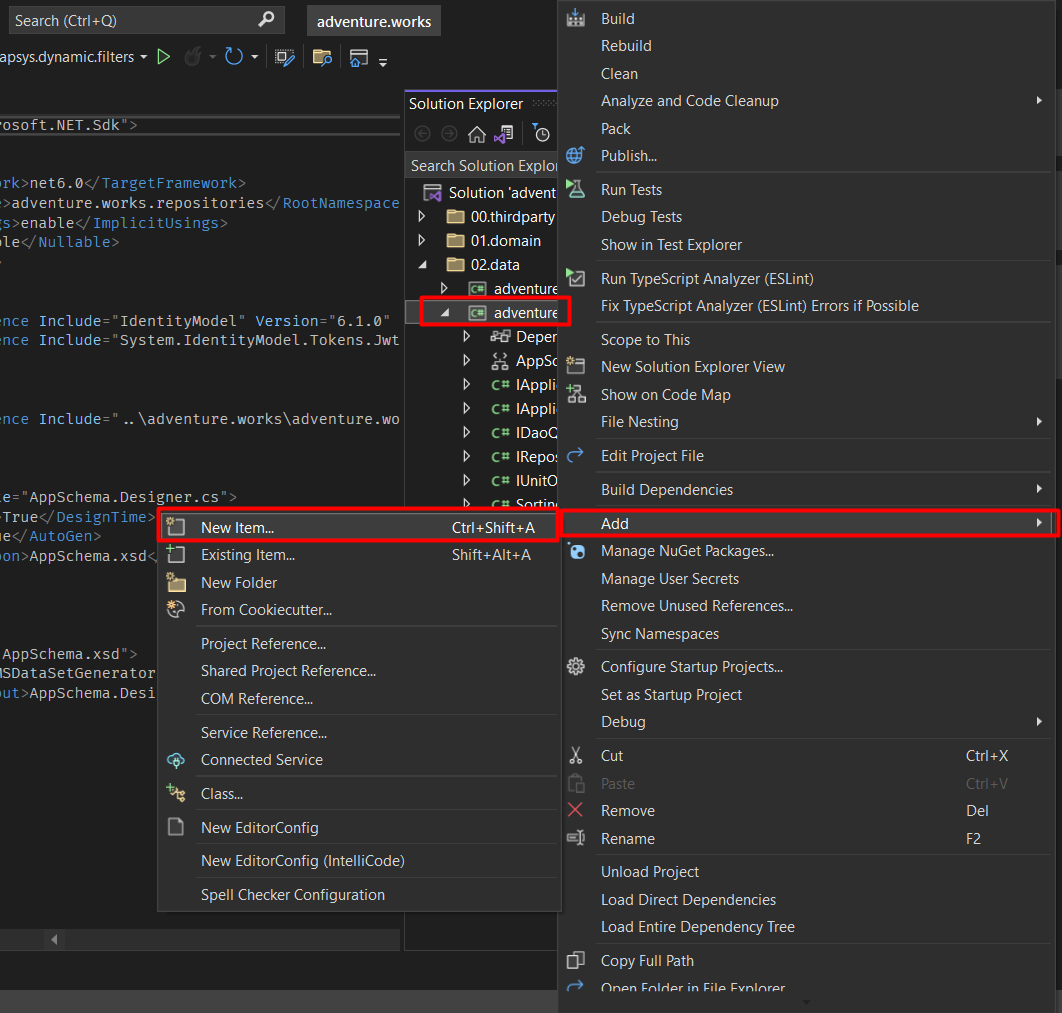 Search (Ctrl+Q)
adventure.works
apsys.dynamic.filters
rosoft.NET.Sdk">
ork>net6.0</TargetFramework>
e>adventure.works.repositories</RootNamespace
gs>enable</ImplicitUsings>
ole</Nullable>
ence Include="IdentityModel" Version="6.1.0"
ence Include="System.IdentityModel.Tokens.Jwt
ence Include="..\adventure.works\adventure.wo
e="AppSchema.Designer.cs">
>True</DesignTime>
ue</AutoGen>
pon>AppSchema.xsd<
AppSchema.xsd">
MSDataSetGenerator
out>AppSchema.Desi
Solution Explorer
Search Solution Explo
Solution 'advent
00.thirdparty
01.domain
02.data
adventure
adventure
Depen
AppSc
IAppli
IAppli
IDaoQ
IRepos
IUnitO
Sorting
New Item... Ctrl+Shift+A
Existing Item... Shift+Alt+A
New Folder
From Cookiecutter...
Project Reference...
Shared Project Reference...
COM Reference...
Service Reference...
Connected Service
Class...
New EditorConfig
New EditorConfig (IntelliCode)
Spell Checker Configuration
Build
Rebuild
Clean
Analyze and Code Cleanup
Pack
Publish...
Run Tests
Debug Tests
Show in Test Explorer
Run TypeScript Analyzer (ESLint)
Fix TypeScript Analyzer (ESLint) Errors if Possible
Scope to This
New Solution Explorer View
Show on Code Map
File Nesting
Edit Project File
Build Dependencies
Add
Manage NuGet Packages...
Manage User Secrets
Remove Unused References...
Sync Namespaces
Configure Startup Projects...
Set as Startup Project
Debug
Cut Ctrl+X
Paste Ctrl+V
Remove Del
Rename F2
Unload Project
Load Direct Dependencies
Load Entire Dependency Tree
Copy Full Path
Open Folder in File Explorer